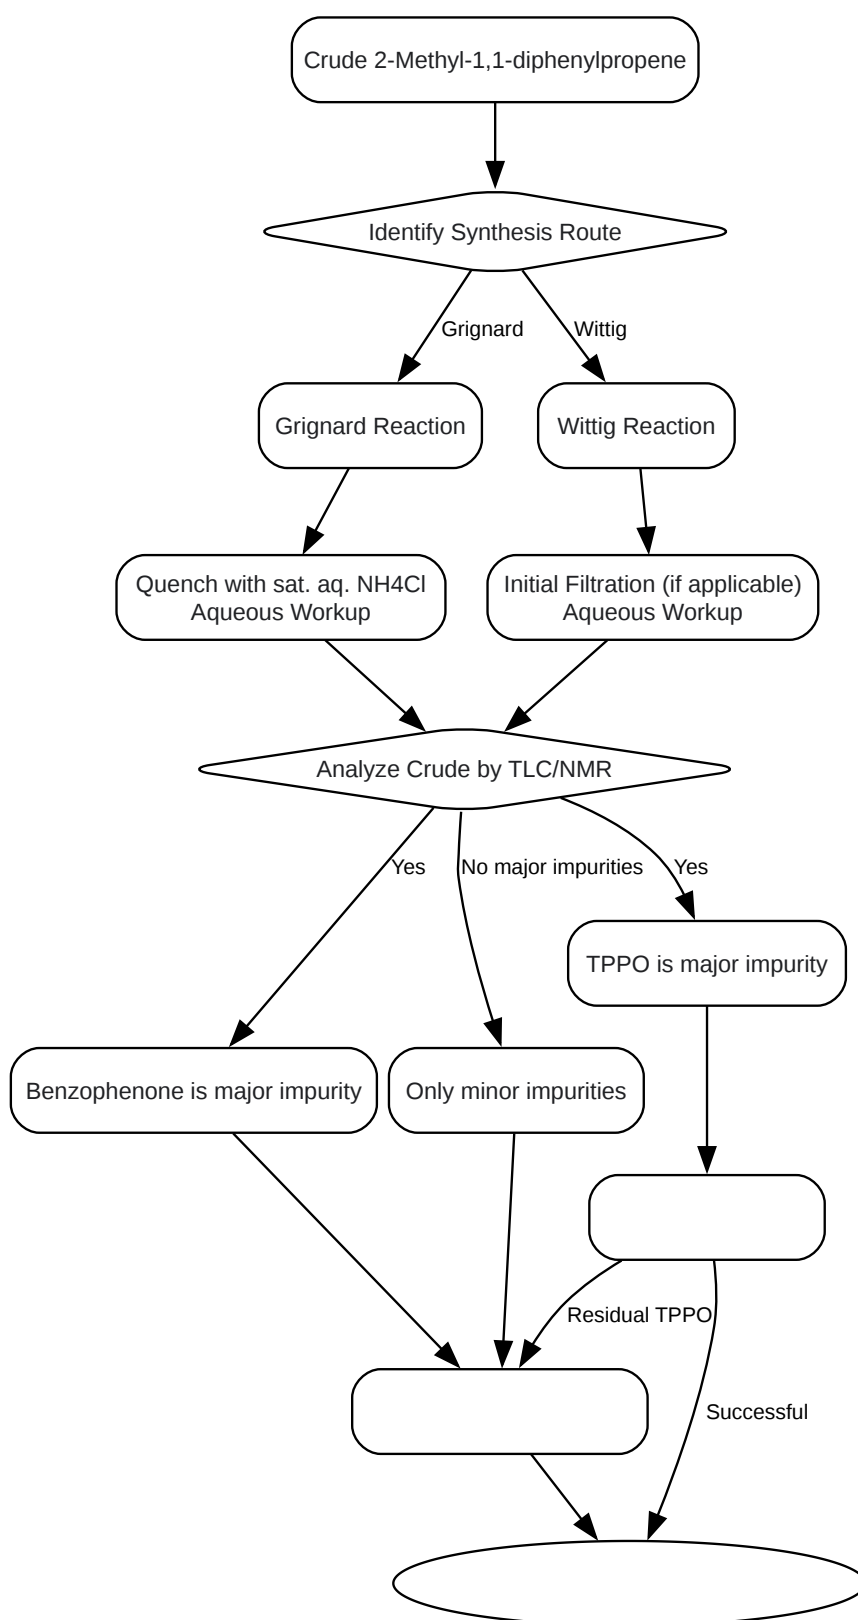 Crude 2-Methyl-1,1-diphenylpropene
Identify Synthesis Route
Grignard
Wittig
Grignard Reaction
Wittig Reaction
Quench with sat. aq. NH4Cl
Aqueous Workup
Initial Filtration (if applicable)
Aqueous Workup
Analyze Crude by TLC/NMR
Yes
No major impurities
Yes
TPPO is major impurity
Benzophenone is major impurity
Only minor impurities
Residual TPPO
Successful